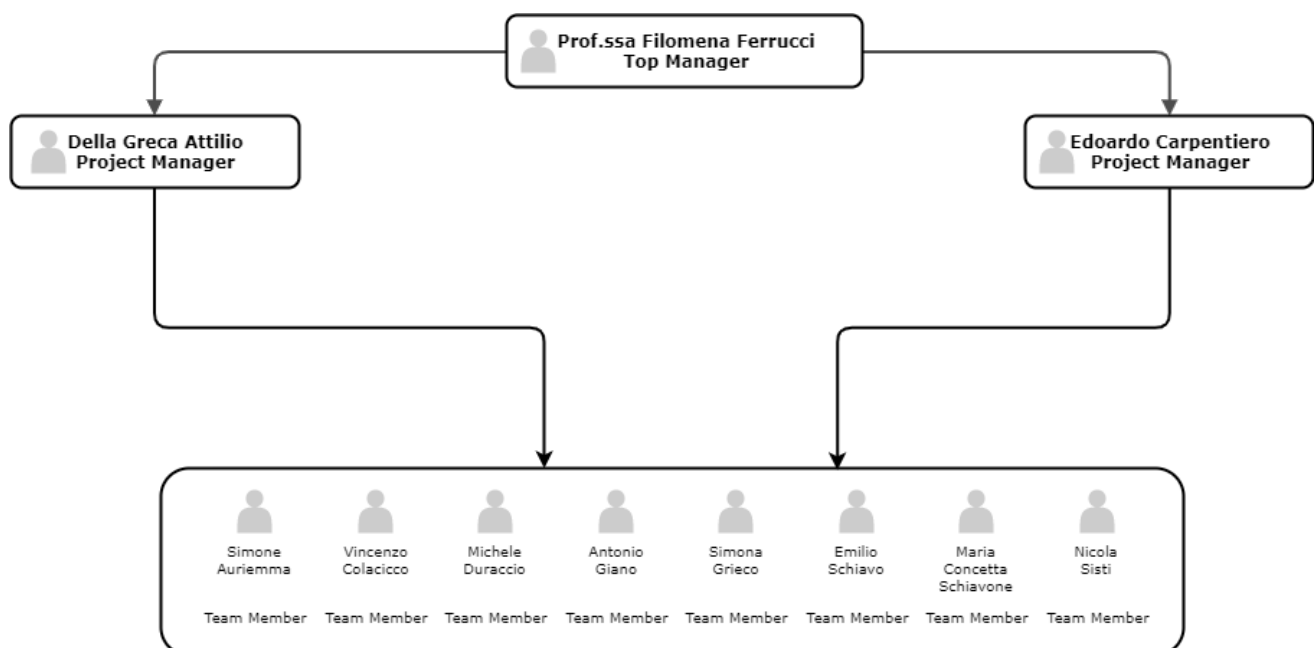 Prof.ssa Filomena Ferrucci
Top Manager
Della Greca Attilio
Project Manager
Edoardo Carpentiero
Project Manager
Simone
Auriemma
Team Member
Vincenzo
Colacicco
Team Member
Michele
Duraccio
Team Member
Antonio
Giano
Team Member
Simona
Grieco
Team Member
Emilio
Schiavo
Team Member
Maria
Concetta
Schiavone
Team Member
Nicola
Sisti
Team Member